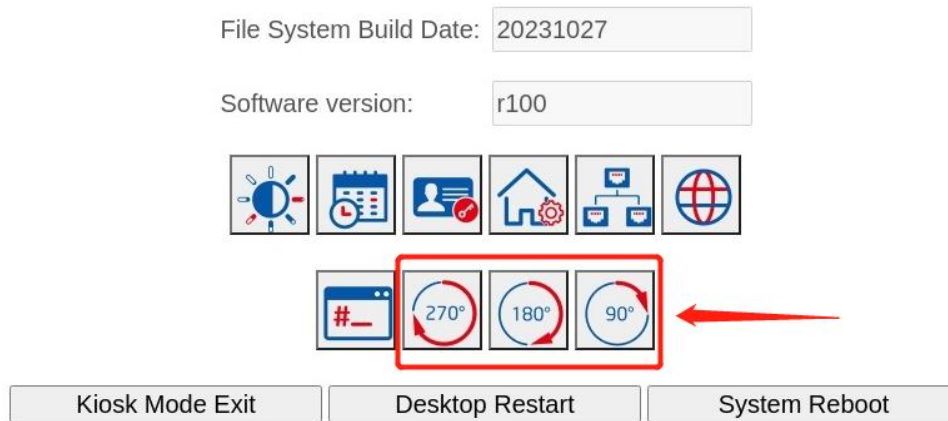 File System Build Date: 20231027
Software version: r100
#_ 270° 180° 90°
Kiosk Mode Exit Desktop Restart System Reboot